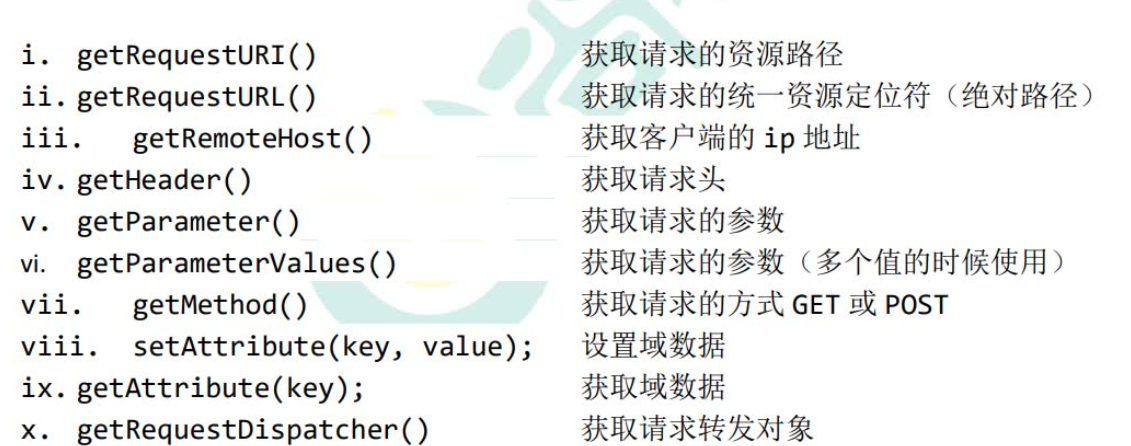 i. getRequestURI() 获取请求的资源路径
ii. getRequestURL() 获取请求的统一资源定位符（绝对路径）
iii. getRemoteHost() 获取客户端的 ip 地址
iv. getHeader() 获取请求头
v. getParameter() 获取请求的参数
vi. getParameterValues() 获取请求的参数（多个值的时候使用）
vii. getMethod() 获取请求的方式 GET 或 POST
viii. setAttribute(key, value); 设置域数据
ix. getAttribute(key); 获取域数据
x. getRequestDispatcher() 获取请求转发对象